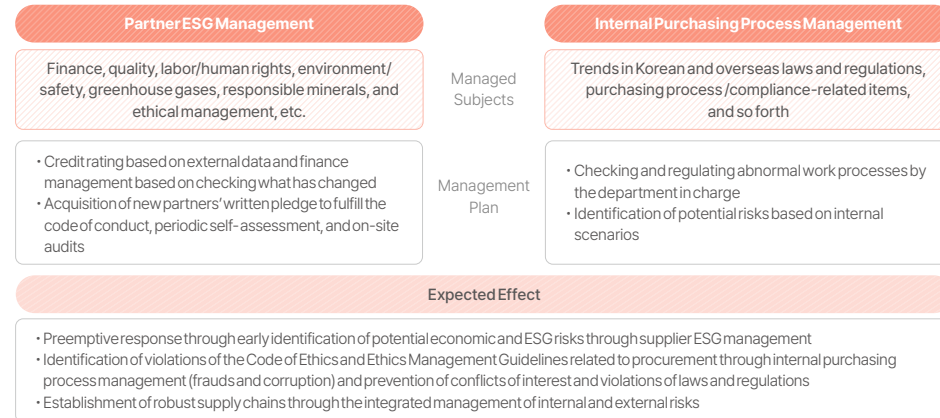 Partner ESG Management
Internal Purchasing Process Management
Finance, quality, labor/human rights, environment/
safety, greenhouse gases, responsible minerals, and
ethical management, etc.
Managed
Subjects
Trends in Korean and overseas laws and regulations,
purchasing process /compliance-related items,
and so forth
• Credit rating based on external data and finance
management based on checking what has changed
• Acquisition of new partners' written pledge to fulfill the
code of conduct, periodic self-assessment, and on-site
audits
Management
Plan
• Checking and regulating abnormal work processes by
the department in charge
• Identification of potential risks based on internal
scenarios
Expected Effect
• Preemptive response through early identification of potential economic and ESG risks through supplier ESG management
• Identification of violations of the Code of Ethics and Ethics Management Guidelines related to procurement through internal purchasing
process management (frauds and corruption) and prevention of conflicts of interest and violations of laws and regulations
• Establishment of robust supply chains through the integrated management of internal and external risks